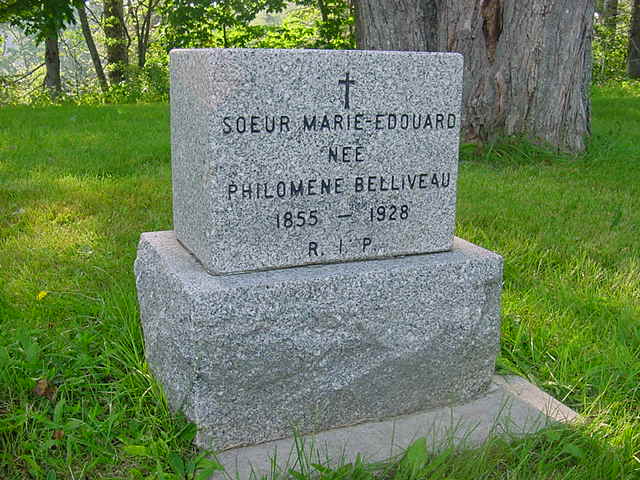 SOEUR MARIE-EDOUARD
NEE
PHILOMENE BELLIVEAU
1855 - 1928
R. I P.